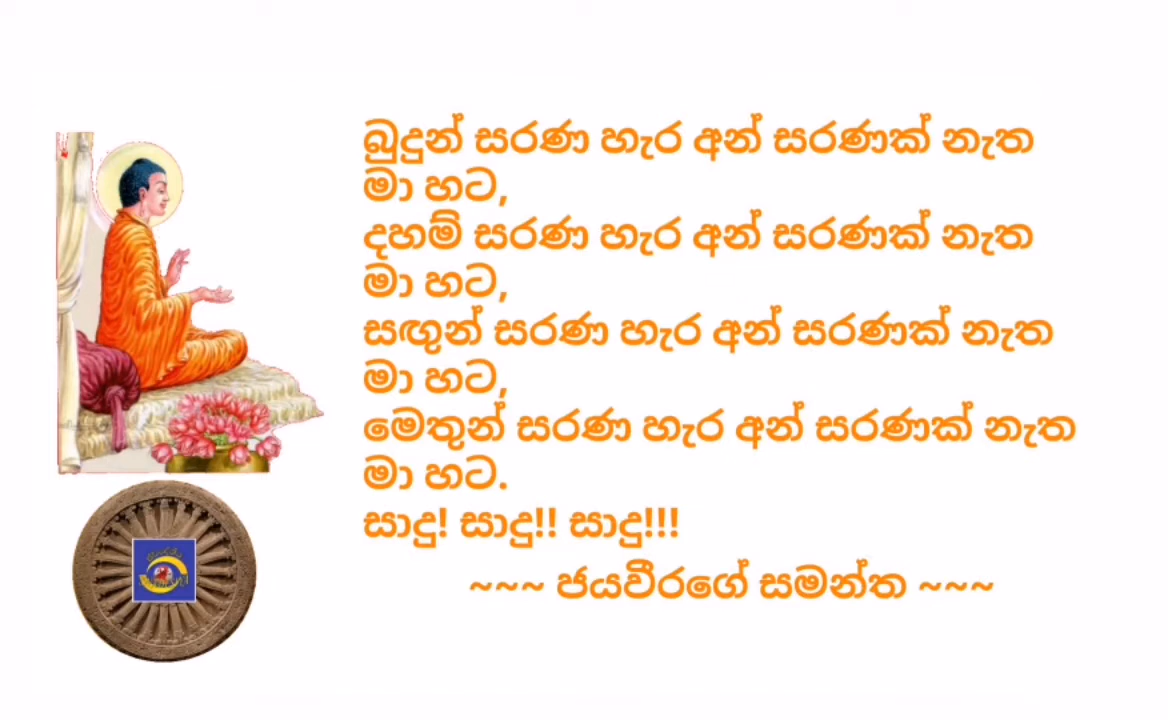 බුදුන් සරණ හැර අන් සරණක් නැත
මා හට,
දහම් සරණ හැර අන් සරණක් නැත
මා හට,
සඟුන් සරණ හැර අන් සරණක් නැත
මා හට,
මෙතුන් සරණ හැර අන් සරණක් නැත
මා හට.
සාදු! සාදු!! සාදු!!!
~~~ ජයවීරගේ සමන්ත ~~~